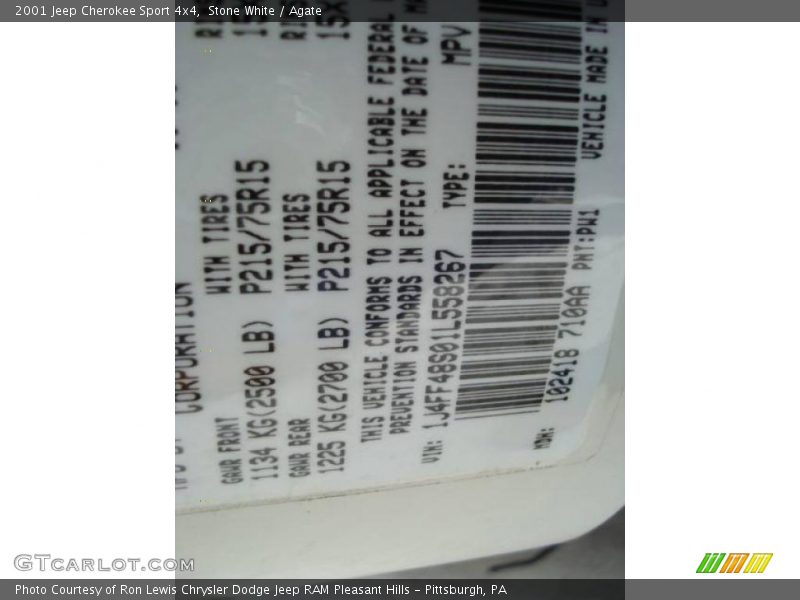 2001 Jeep Cherokee Sport 4x4, Stone White / Agate
CORPORATION
GAWR FRONT WITH TIRES
1134 KG(2500 LB) P215/75R15
GAWR REAR WITH TIRES
1225 KG(2700 LB) P215/75R15
THIS VEHICLE CONFORMS TO ALL APPLICABLE FEDERAL
PREVENTION STANDARDS IN EFFECT ON THE DATE OF
VIN: 1J4FF48S01L558267 TYPE: MPV
MDH: 102418 710AA PNT:PW1 VEHICLE MADE IN
GTCARLOT.COM
Photo Courtesy of Ron Lewis Chrysler Dodge Jeep RAM Pleasant Hills - Pittsburgh, PA